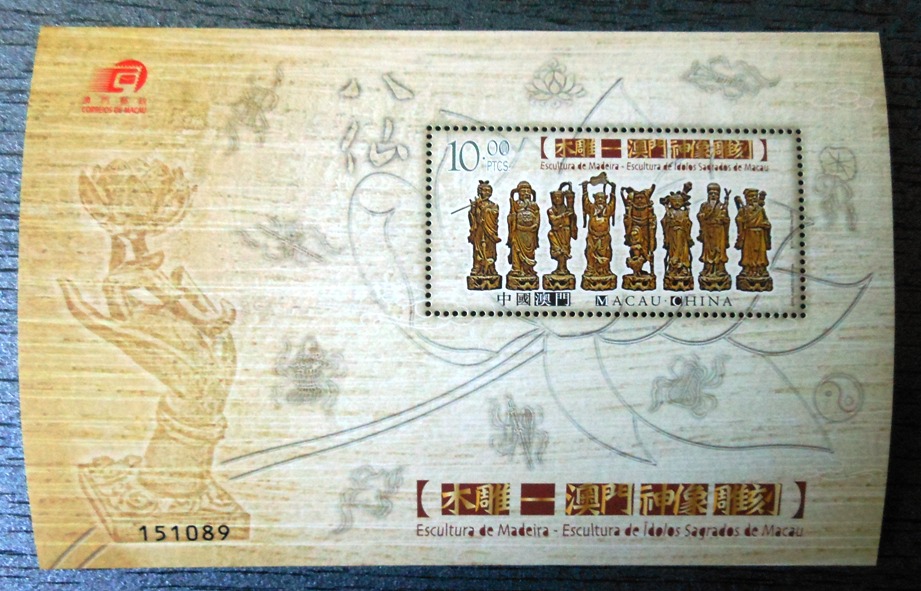 澳門郵政
CORREIOS DE MACAU
八仙
10.00
PTCS
【木雕—澳門神像雕刻】
Escultura de Madeira - Escultura de Ídolos Sagrados de Macau
中國澳門 MACAU·CHINA
【木雕—澳門神像雕刻】
Escultura de Madeira - Escultura de Ídolos Sagrados de Macau
151089